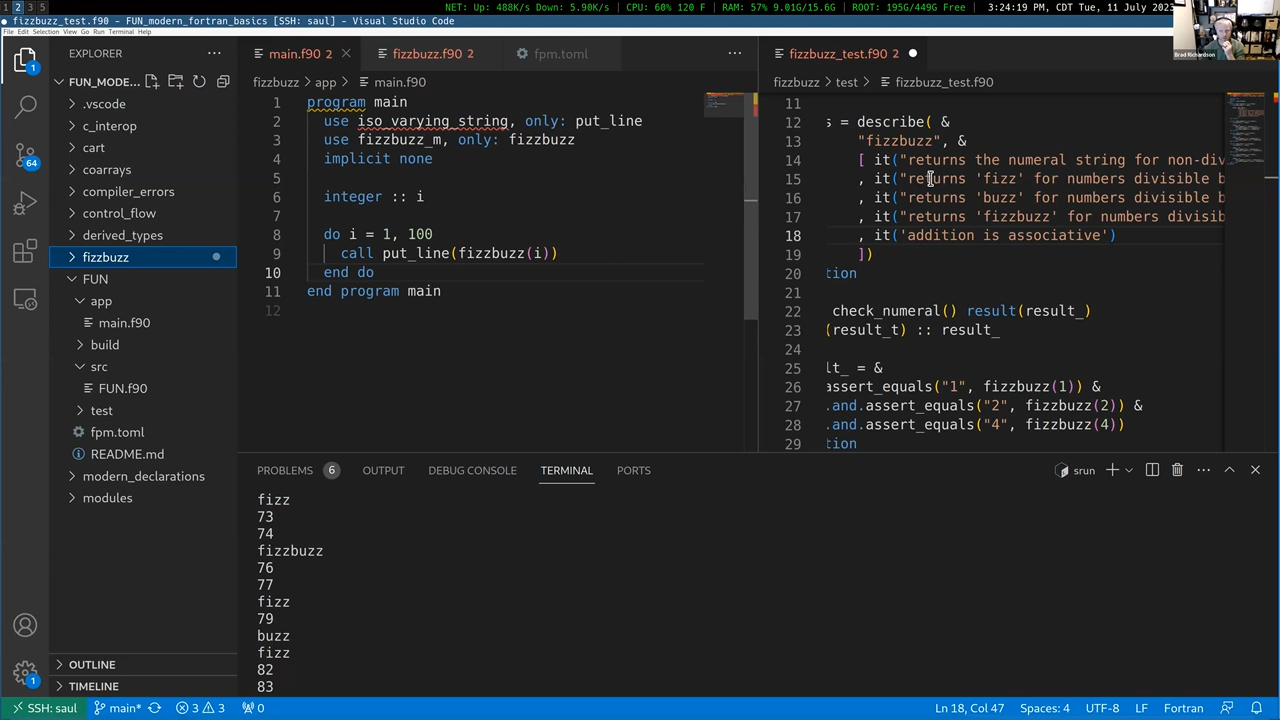 1 2 3 5
NET: Up: 488K/s Down: 5.90K/s | CPU: 60% 120 F | RAM: 57% 9.01G/15.6G | ROOT: 195G/449G Free | 3:24:19 PM, CDT Tue, 11 July 2023
fizzbuzz_test.f90 - FUN_modern_fortran_basics [SSH: saul] - Visual Studio Code
File Edit Selection View Go Run Terminal Help
Brad Richardson
EXPLORER
FUN_MODE...
.vscode
c_interop
cart
coarrays
compiler_errors
control_flow
derived_types
fizzbuzz
FUN
app
main.f90
build
src
FUN.f90
test
fpm.toml
README.md
modern_declarations
modules
OUTLINE
TIMELINE
1
64
1
main.f90 2
fizzbuzz.f90 2
fpm.toml
fizzbuzz > app > main.f90
1 program main
2 use iso_varying_string, only: put_line
3 use fizzbuzz_m, only: fizzbuzz
4 implicit none
5
6 integer :: i
7
8 do i = 1, 100
9 call put_line(fizzbuzz(i))
10 end do
11 end program main
12
fizzbuzz_test.f90 2
fizzbuzz > test > fizzbuzz_test.f90
11
12 s = describe( &
13 "fizzbuzz", &
14 [ it("returns the numeral string for non-div
15 , it("returns 'fizz' for numbers divisible b
16 , it("returns 'buzz' for numbers divisible b
17 , it("returns 'fizzbuzz' for numbers divisib
18 , it('addition is associative')
19 ])
20 tion
21
22 check_numeral() result(result_)
23 (result_t) :: result_
24
25 lt_ = &
26 assert_equals("1", fizzbuzz(1)) &
27 .and.assert_equals("2", fizzbuzz(2)) &
28 .and.assert_equals("4", fizzbuzz(4))
29 tion
PROBLEMS 6 OUTPUT DEBUG CONSOLE TERMINAL PORTS
srun
fizz
73
74
fizzbuzz
76
77
fizz
79
buzz
fizz
82
83
SSH: saul main* 3 3 0
Ln 18, Col 47 Spaces: 4 UTF-8 LF Fortran